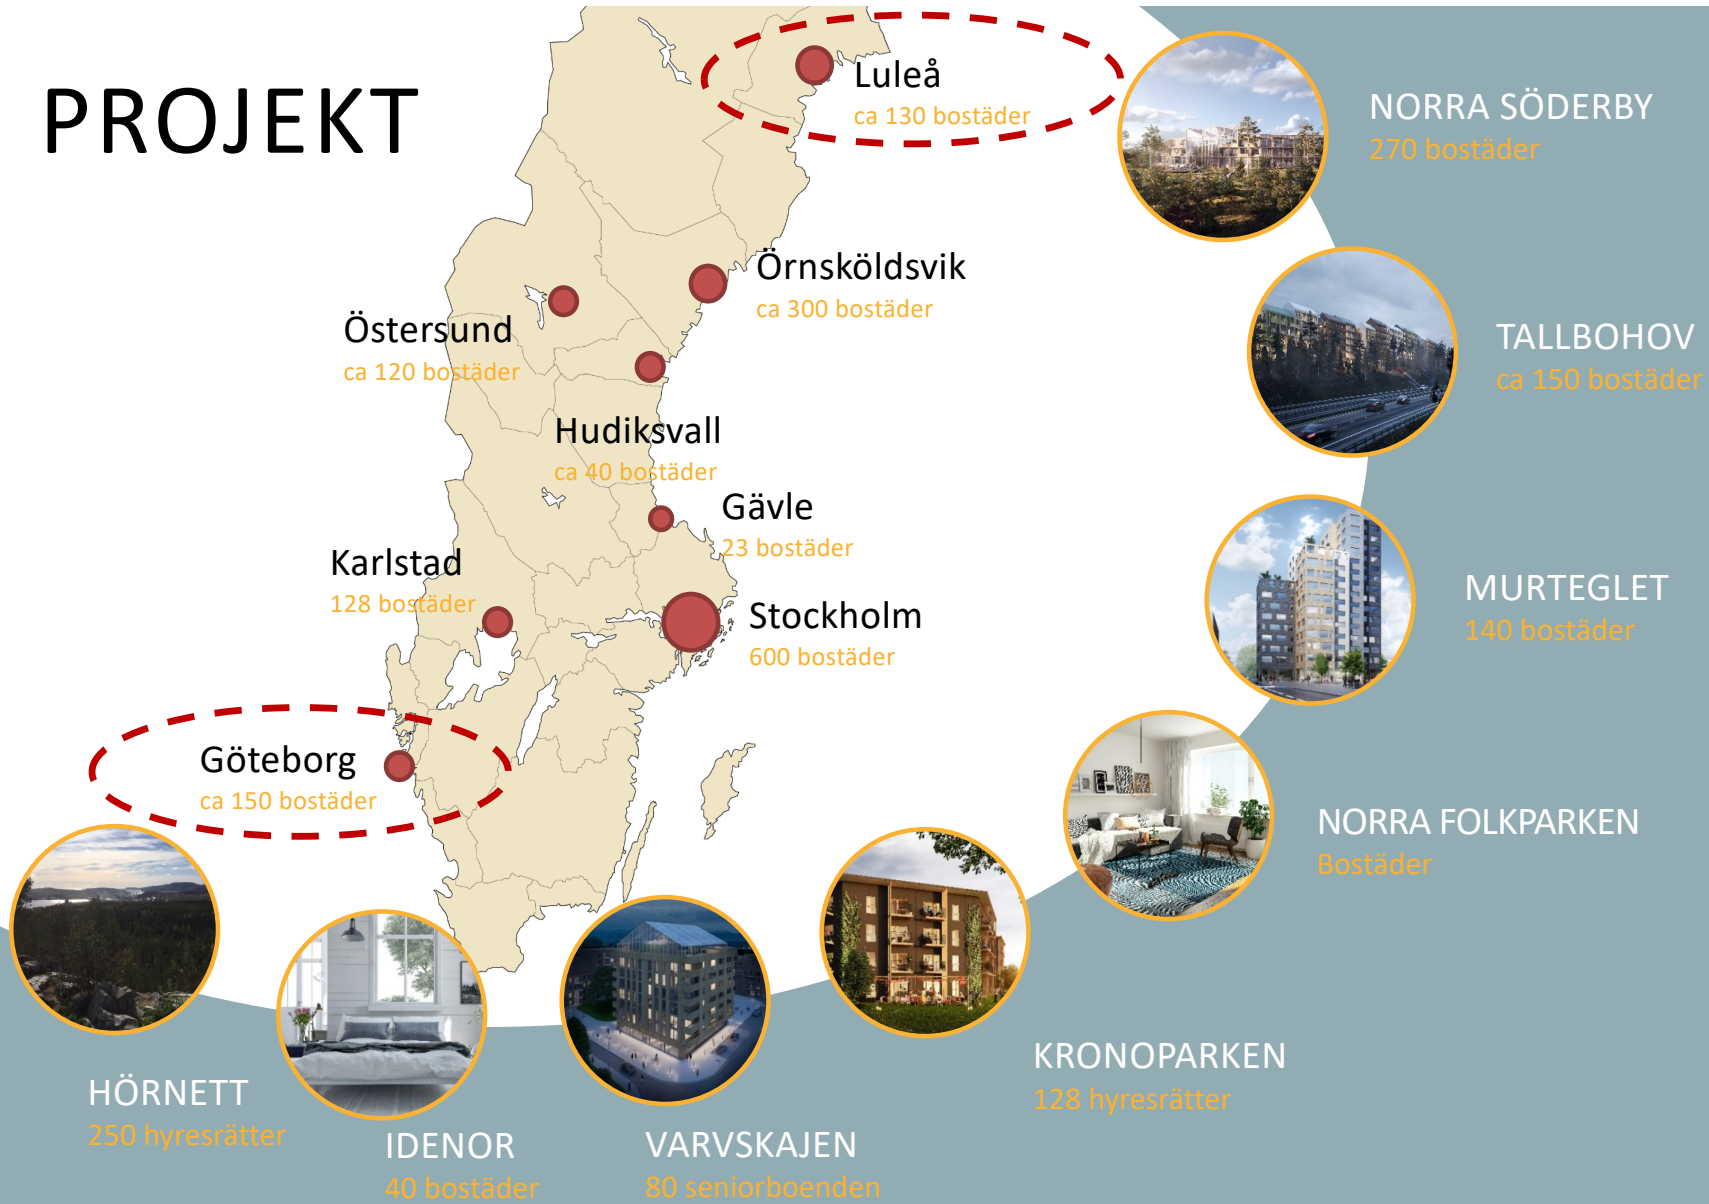 PROJEKT
Luleå
ca 130 bostäder
Örnsköldsvik
ca 300 bostäder
Östersund
ca 120 bostäder
Hudiksvall
ca 40 bostäder
Gävle
23 bostäder
Karlstad
128 bostäder
Stockholm
600 bostäder
Göteborg
ca 150 bostäder
NORRA SÖDERBY
270 bostäder
TALLBOHOV
ca 150 bostäder
MURTEGLET
140 bostäder
NORRA FOLKPARKEN
Bostäder
KRONOPARKEN
128 hyresrätter
VARVSKAJEN
80 seniorboenden
IDENOR
40 bostäder
HÖRNETT
250 hyresrätter